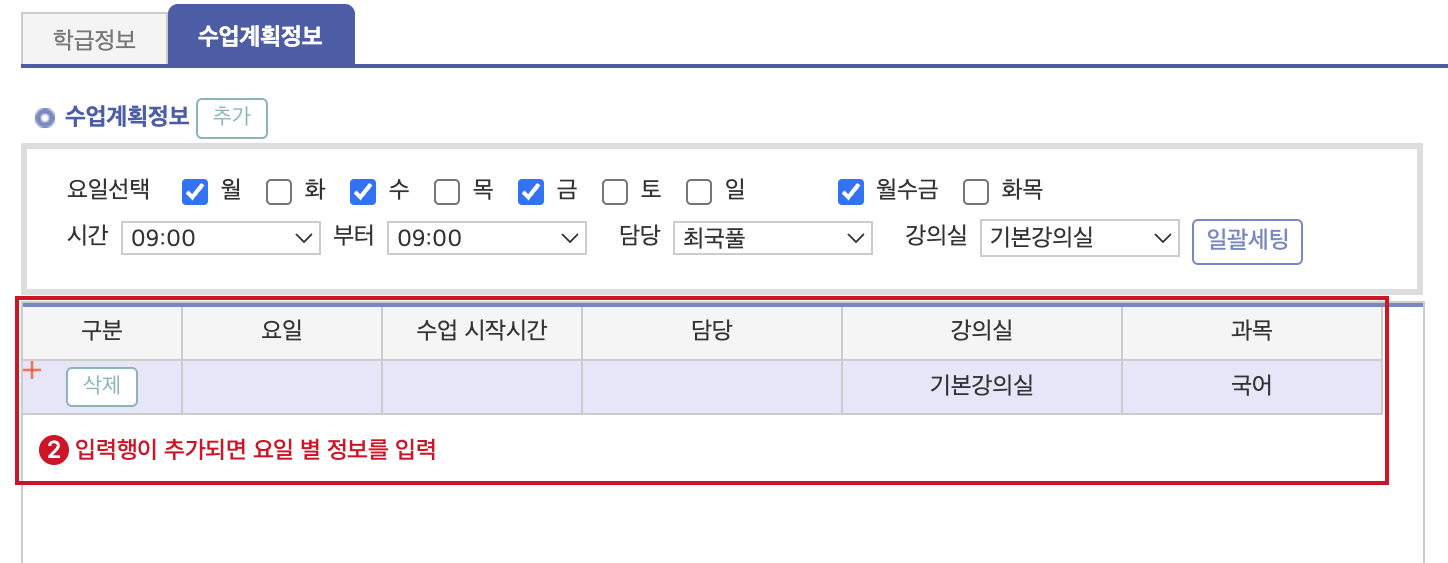 학급정보 수업계획정보
수업계획정보 추가
요일선택 월 화 수 목 금 토 일 월수금 화목
시간 09:00 부터 09:00 담당 최국풀 강의실 기본강의실 일괄세팅
구분 요일 수업 시작시간 담당 강의실 과목
삭제 기본강의실 국어
2 입력행이 추가되면 요일 별 정보를 입력